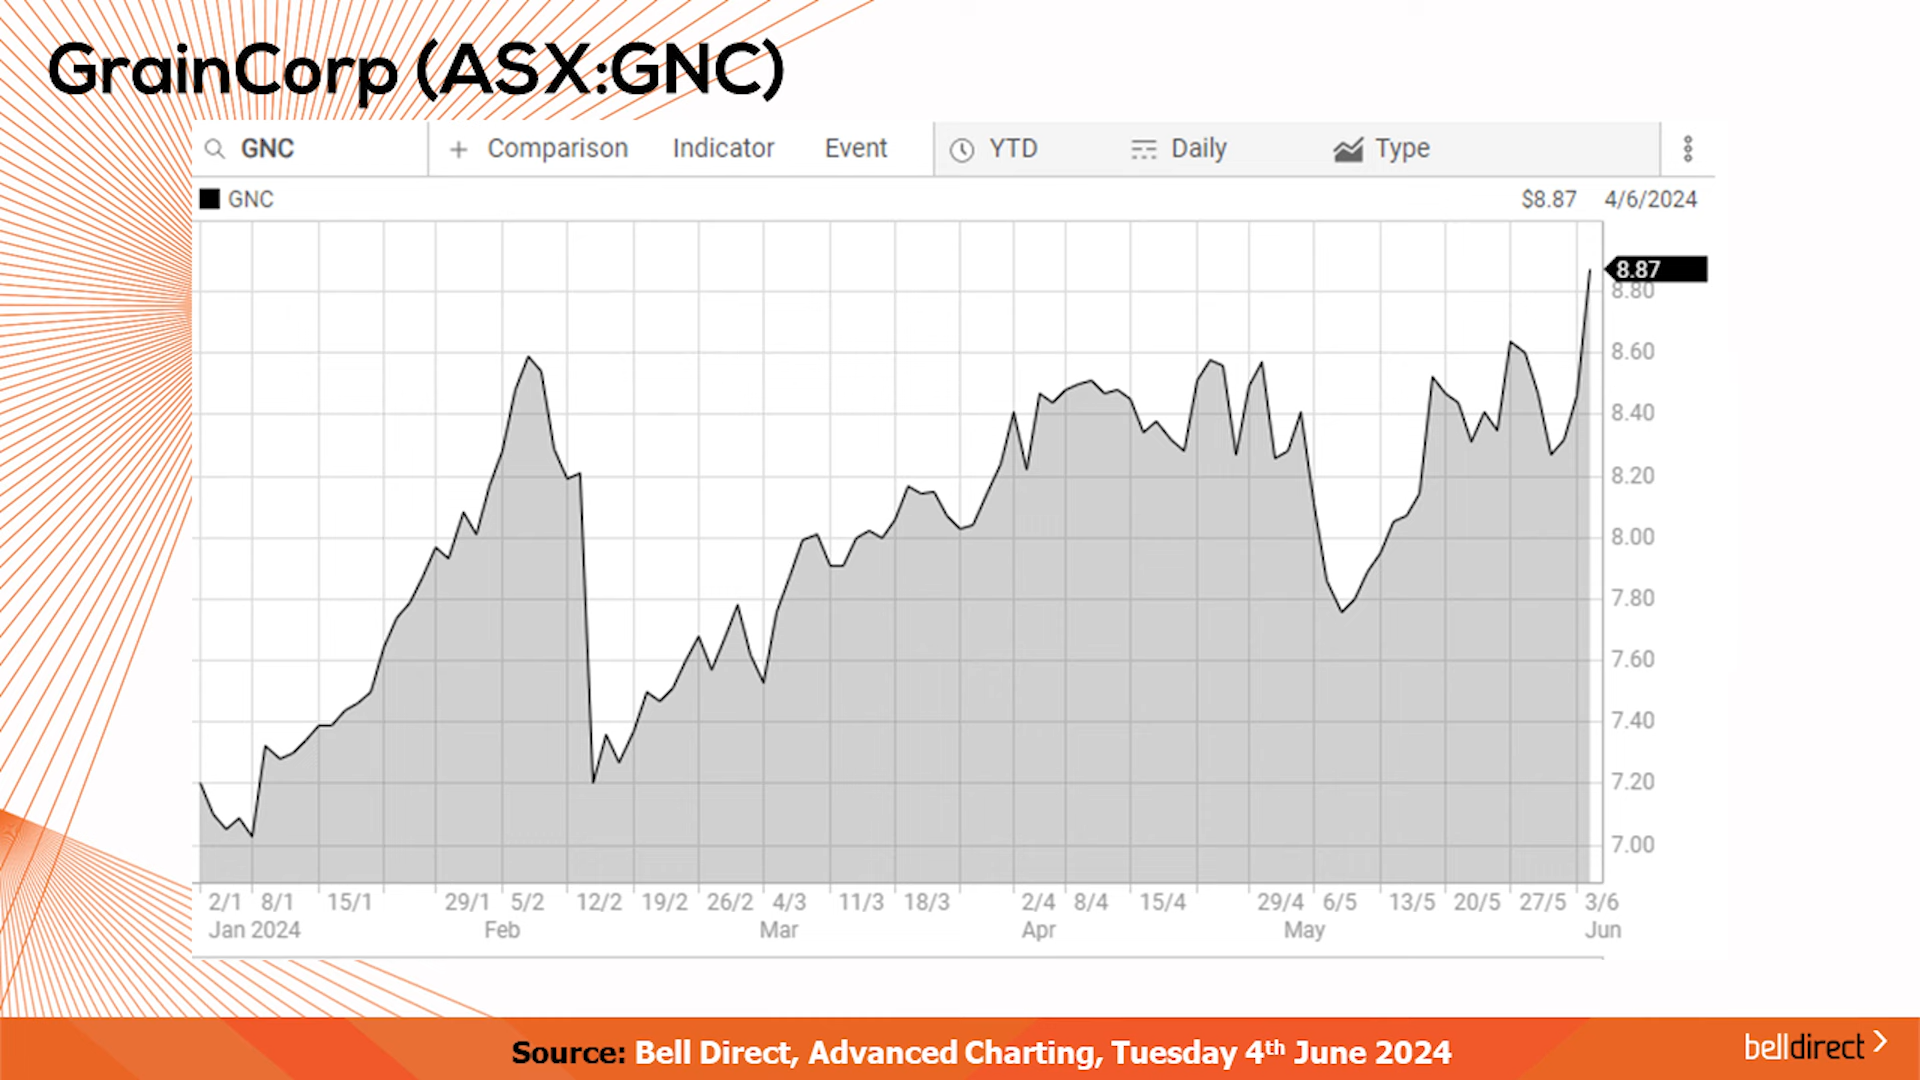 GrainCorp (ASX:GNC)
GNC + Comparison Indicator Event YTD Daily Type
GNC $8.87 4/6/2024
8.87
8.80
8.60
8.40
8.20
8.00
7.80
7.60
7.40
7.20
7.00
2/1 8/1 15/1 29/1 5/2 12/2 19/2 26/2 4/3 11/3 18/3 2/4 8/4 15/4 29/4 6/5 13/5 20/5 27/5 3/6
Jan 2024 Feb Mar Apr May Jun
Source: Bell Direct, Advanced Charting, Tuesday 4th June 2024
belldirect